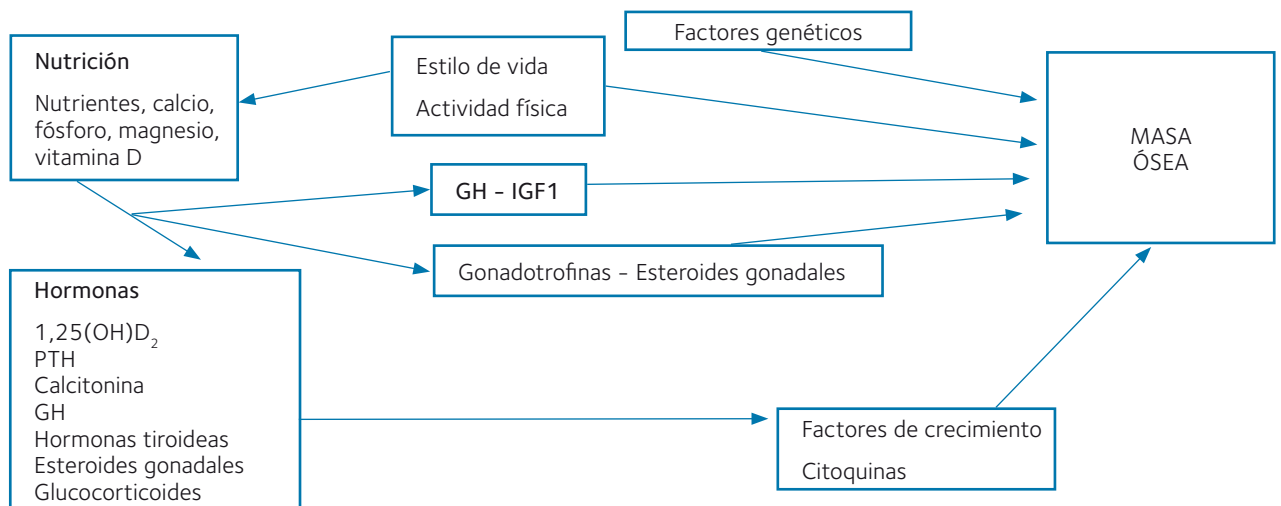 Factores genéticos
Nutrición
Nutrientes, calcio,
fósforo, magnesio,
vitamina D
Estilo de vida
Actividad física
MASA
ÓSEA
GH – IGF1
Gonadotrofinas – Esteroides gonadales
Hormonas
1,25(OH)D₂
PTH
Calcitonina
GH
Hormonas tiroideas
Esteroides gonadales
Glucocorticoides
Factores de crecimiento
Citoquinas